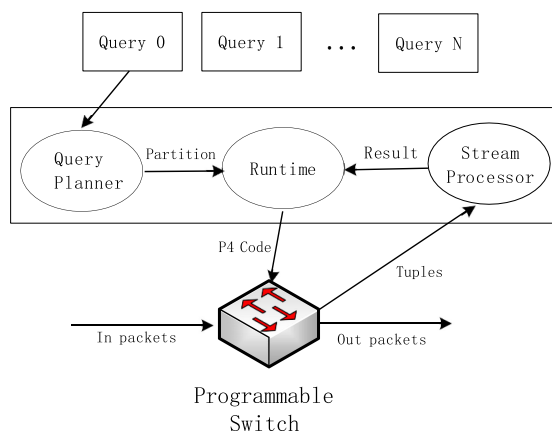 Query 0
Query 1
...
Query N
Query
Planner
Partition
Runtime
Result
Stream
Processor
P4 Code
Tuples
In packets
Out packets
Programmable
Switch